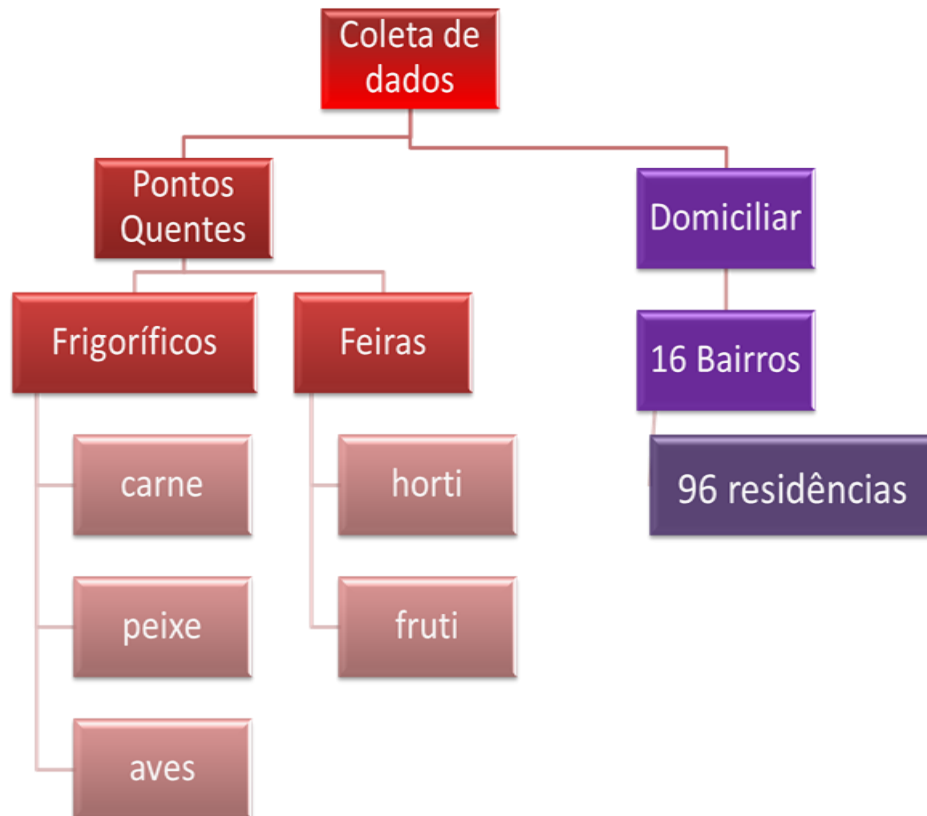 Coleta de
dados
Pontos
Quentes
Domiciliar
Frigoríficos
Feiras
16 Bairros
carne
horti
96 residências
peixe
fruti
aves